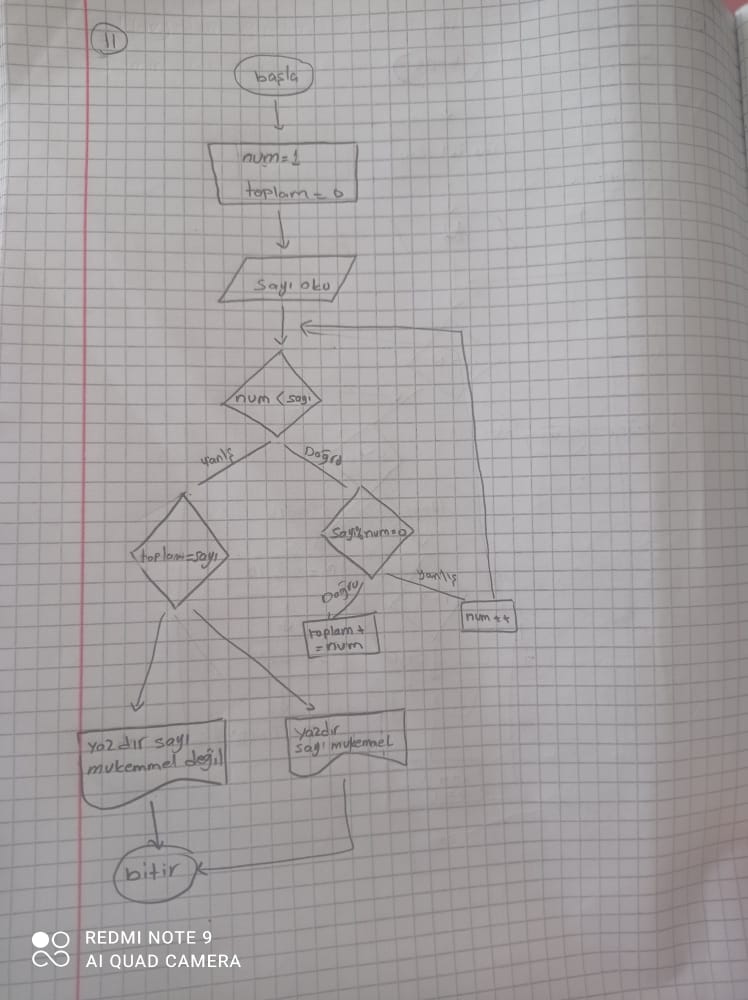 11
başla
num=1
toplam=0
sayı oku
num<sayı
yanlış
Doğru
toplam=sayı
sayı%num=0
Doğru
yanlış
toplam+
=num
num++
yazdır sayı
mukemmel değil
yazdır
sayı mukemmel
bitir
REDMI NOTE 9
AI QUAD CAMERA